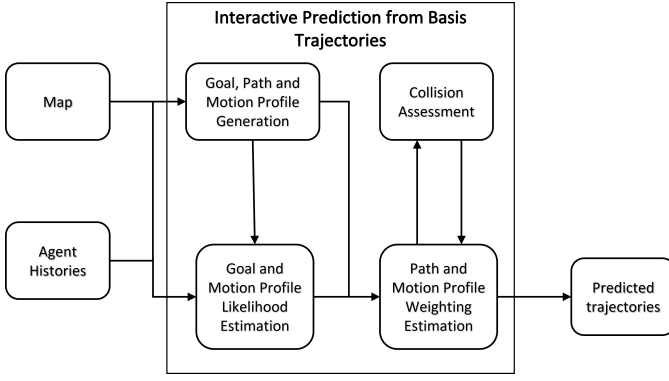 Interactive Prediction from Basis
Trajectories
Map
Goal, Path and
Motion Profile
Generation
Collision
Assessment
Agent
Histories
Goal and
Motion Profile
Likelihood
Estimation
Path and
Motion Profile
Weighting
Estimation
Predicted
trajectories